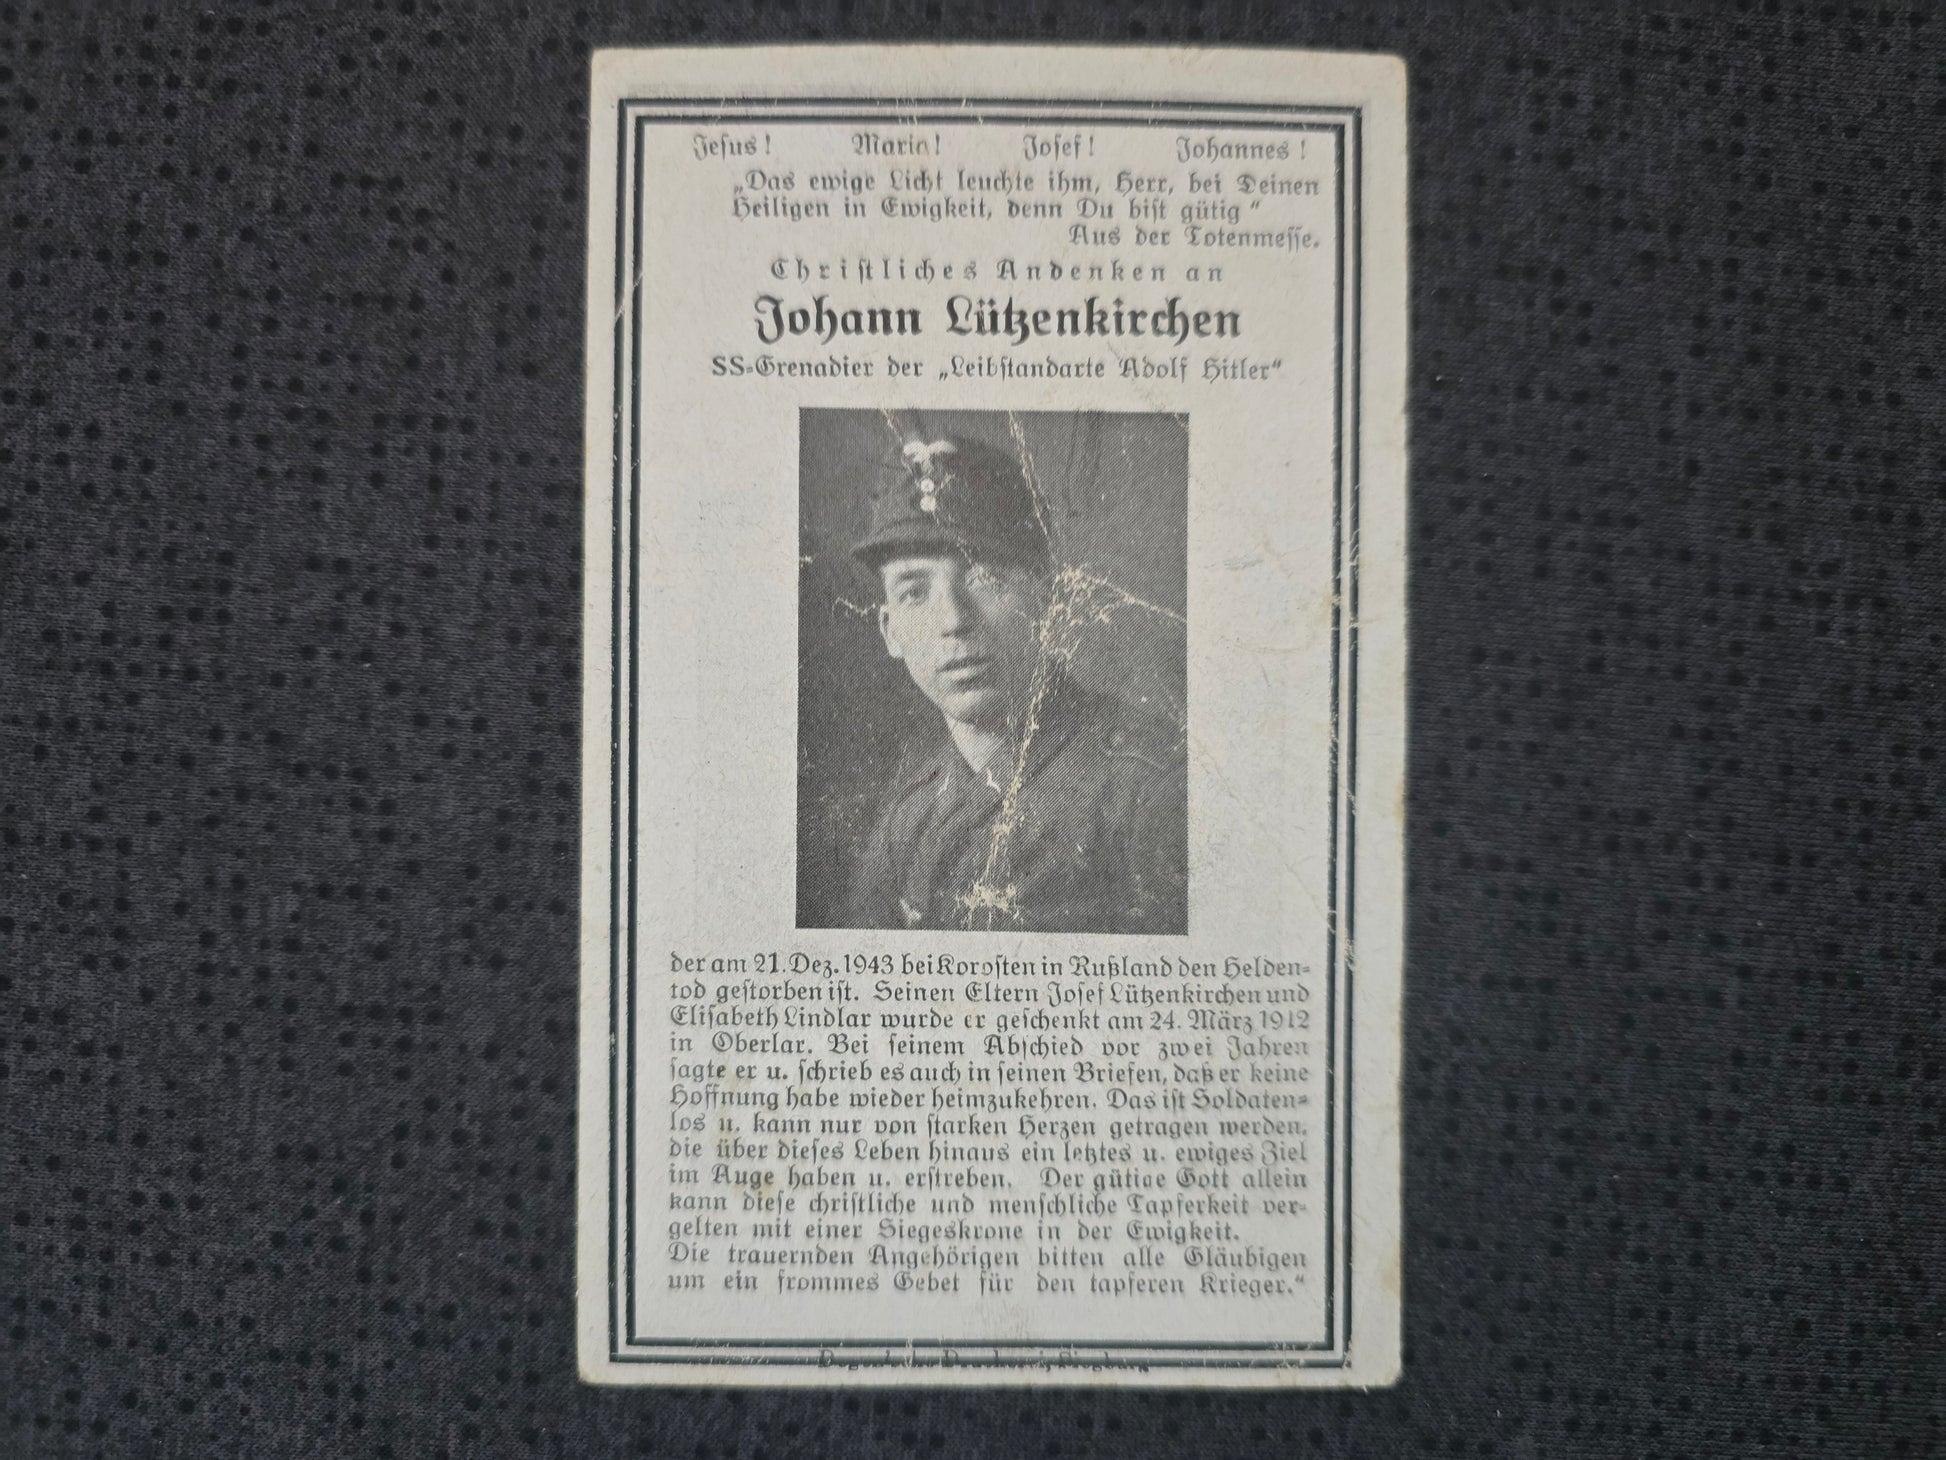 Jesus! Maria! Josef! Johannes!
„Das ewige Licht leuchte ihm, Herr, bei Deinen
Heiligen in Ewigkeit, denn Du bist gütig“
Aus der Totenmesse.
Christliches Andenken an
Johann Lützenkirchen
SS-Grenadier der „Leibstandarte Adolf Hitler“
der am 21. Dez. 1943 bei Korosten in Rußland den Helden-
tod gestorben ist. Seinen Eltern Josef Lützenkirchen und
Elisabeth Lindlar wurde er geschenkt am 24. März 1912
in Oberlar. Bei seinem Abschied vor zwei Jahren
sagte er u. schrieb es auch in seinen Briefen, daß er keine
Hoffnung habe wieder heimzukehren. Das ist Soldaten-
los u. kann nur von starken Herzen getragen werden,
die über dieses Leben hinaus ein letztes u. ewiges Ziel
im Auge haben u. erstreben. Der gütige Gott allein
kann diese christliche und menschliche Tapferkeit ver-
gelten mit einer Siegeskrone in der Ewigkeit.
Die trauernden Angehörigen bitten alle Gläubigen
um ein frommes Gebet für den tapferen Krieger.“
Druckerei, Siegburg